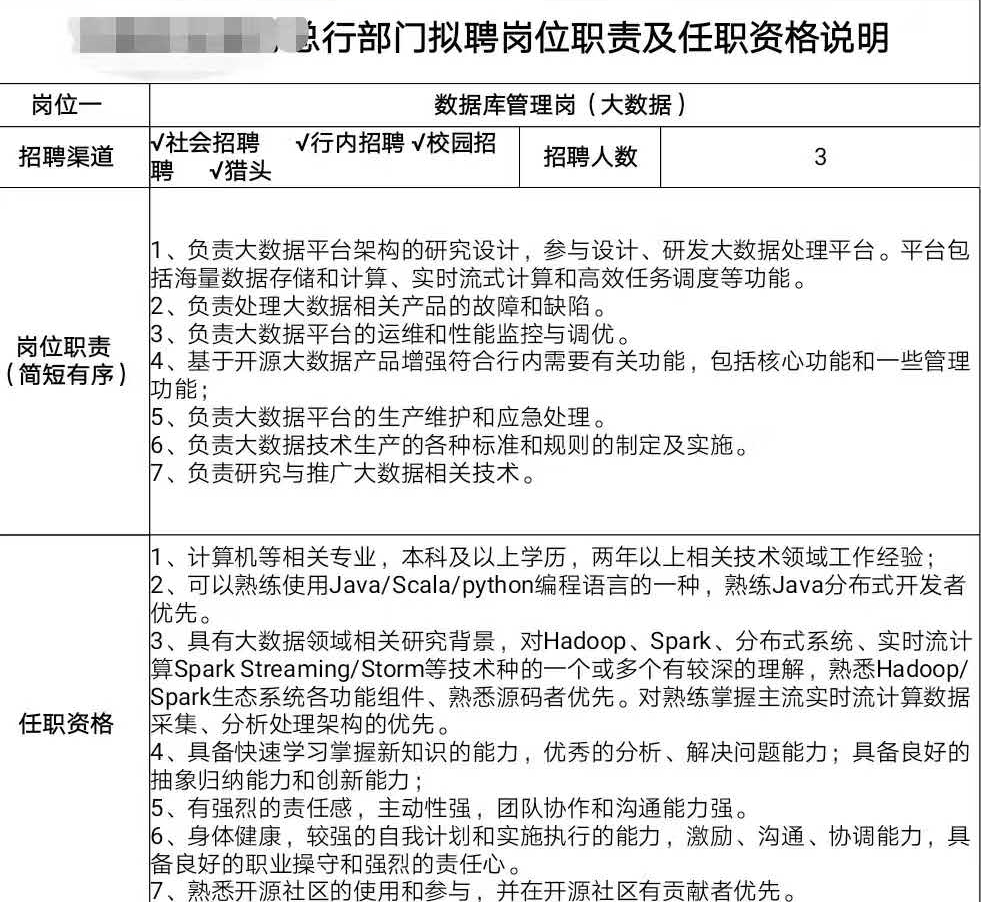 总行部门拟聘岗位职责及任职资格说明
岗位一
数据库管理岗（大数据）
招聘渠道
√社会招聘 √行内招聘 √校园招
聘 √猎头
招聘人数
3
岗位职责
（简短有序）
1、负责大数据平台架构的研究设计，参与设计、研发大数据处理平台。平台包
括海量数据存储和计算、实时流式计算和高效任务调度等功能。
2、负责处理大数据相关产品的故障和缺陷。
3、负责大数据平台的运维和性能监控与调优。
4、基于开源大数据产品增强符合行内需要有关功能，包括核心功能和一些管理
功能；
5、负责大数据平台的生产维护和应急处理。
6、负责大数据技术生产的各种标准和规则的制定及实施。
7、负责研究与推广大数据相关技术。
任职资格
1、计算机等相关专业，本科及以上学历，两年以上相关技术领域工作经验；
2、可以熟练使用Java/Scala/python编程语言的一种，熟练Java分布式开发者
优先。
3、具有大数据领域相关研究背景，对Hadoop、Spark、分布式系统、实时流计
算Spark Streaming/Storm等技术种的一个或多个有较深的理解，熟悉Hadoop/
Spark生态系统各功能组件、熟悉源码者优先。对熟练掌握主流实时流计算数据
采集、分析处理架构的优先。
4、具备快速学习掌握新知识的能力，优秀的分析、解决问题能力；具备良好的
抽象归纳能力和创新能力；
5、有强烈的责任感，主动性强，团队协作和沟通能力强。
6、身体健康，较强的自我计划和实施执行的能力，激励、沟通、协调能力，具
备良好的职业操守和强烈的责任心。
7、熟悉开源社区的使用和参与，并在开源社区有贡献者优先。